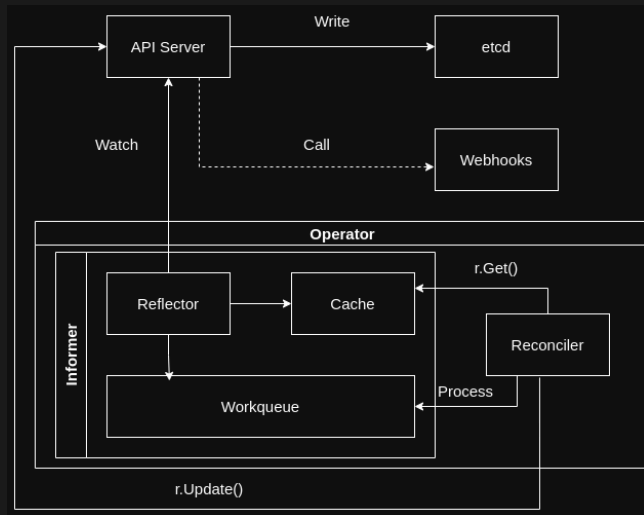 Write
API Server
etcd
Watch
Call
Webhooks
Operator
r.Get()
Informer
Reflector
Cache
Reconciler
Process
Workqueue
r.Update()